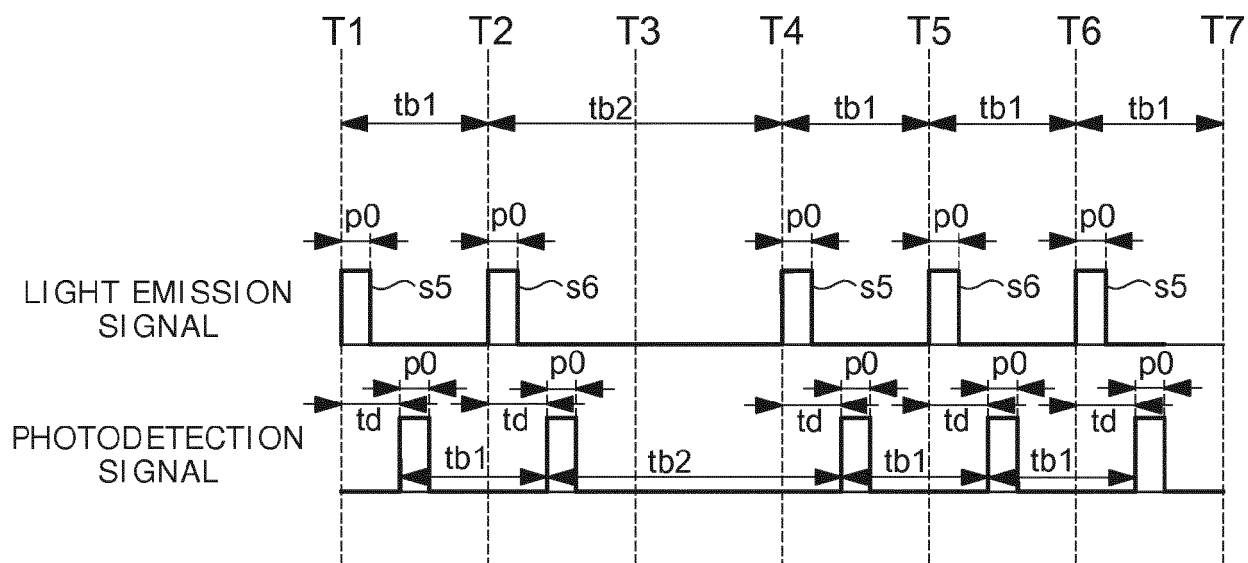 T1 T2 T3 T4 T5 T6 T7
tb1 tb2 tb1 tb1 tb1
p0 p0 p0 p0 p0
LIGHT EMISSION
SIGNAL
s5 s6 s5 s6 s5
p0 p0 p0 p0 p0
td td td td td
PHOTODETECTION
SIGNAL
tb1 tb2 tb1 tb1